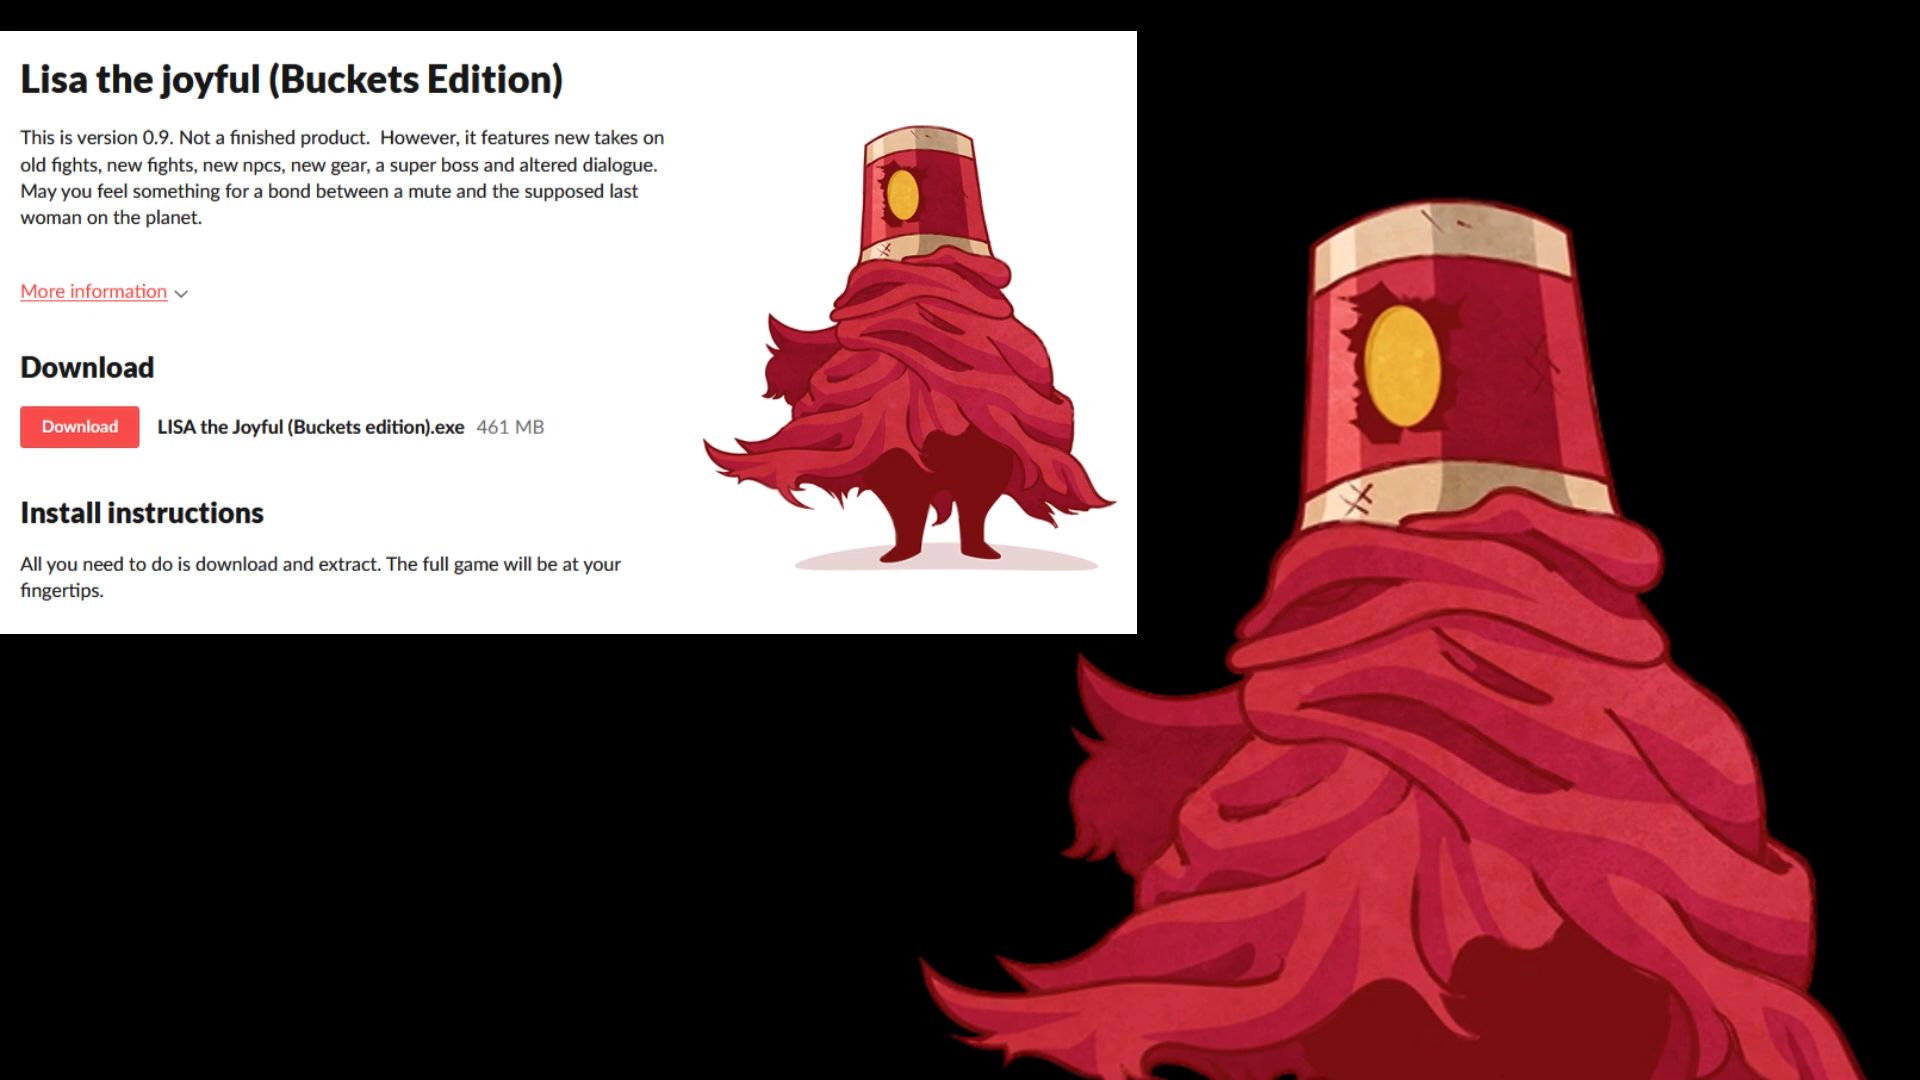 Lisa the joyful (Buckets Edition)
This is version 0.9. Not a finished product.  However, it features new takes on
old fights, new fights, new npcs, new gear, a super boss and altered dialogue.
May you feel something for a bond between a mute and the supposed last
woman on the planet.
More information
Download
Download LISA the Joyful (Buckets edition).exe 461 MB
Install instructions
All you need to do is download and extract. The full game will be at your
fingertips.